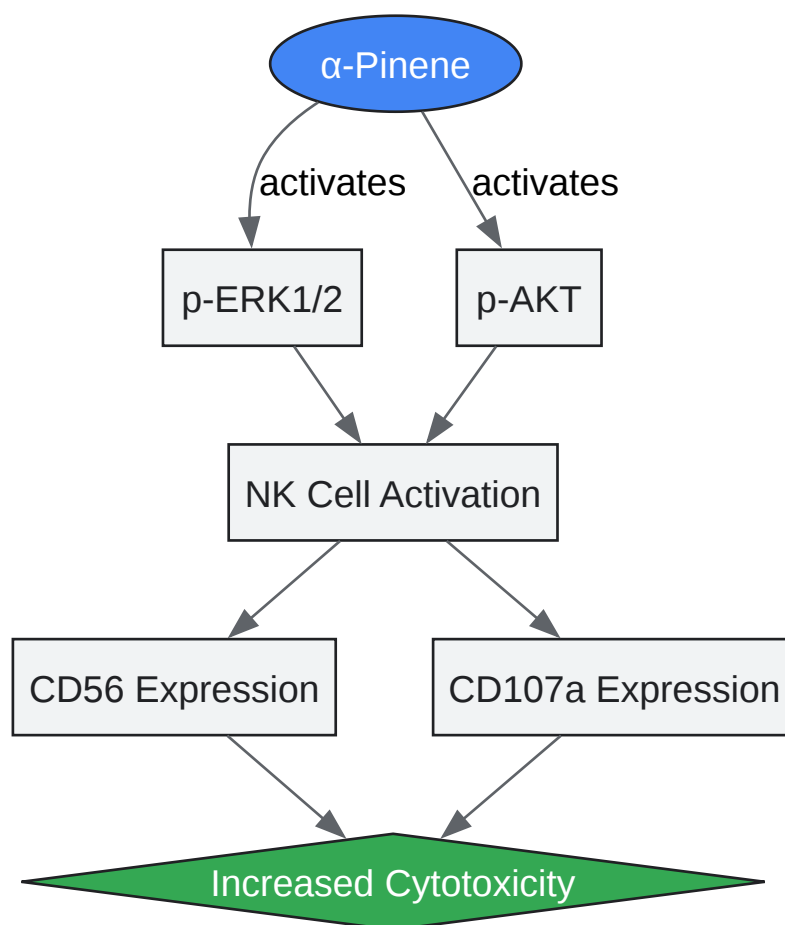 α-Pinene
activates
activates
p-ERK1/2
p-AKT
NK Cell Activation
CD56 Expression
CD107a Expression
Increased Cytotoxicity